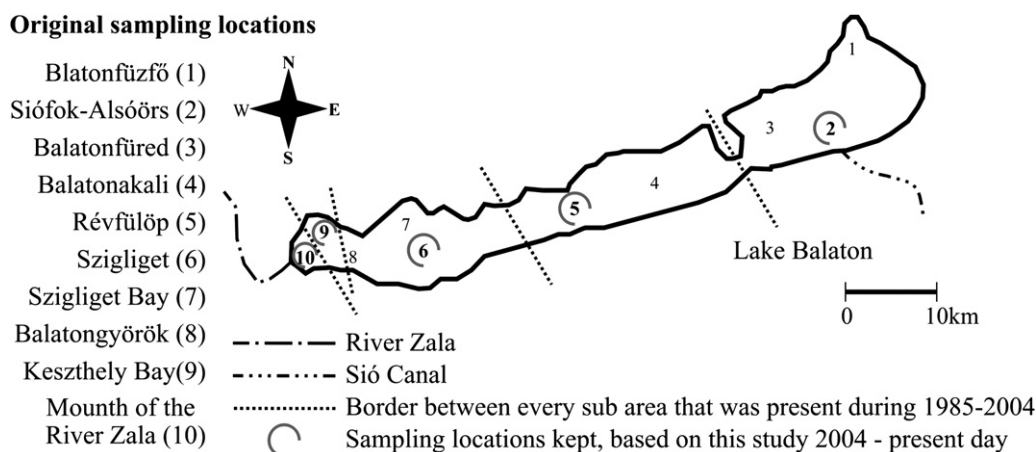 Original sampling locations
Blatonfüzfő (1)
Siófok-Alsóörs (2)
Balatonfüred (3)
Balatonakali (4)
Révfülöp (5)
Szigliget (6)
Szigliget Bay (7)
Balatongyörök (8)
Keszthely Bay(9)
Mounth of the
River Zala (10)
N
W
E
S
1
2
3
4
5
6
7
8
9
10
Lake Balaton
0 10km
River Zala
Sió Canal
Border between every sub area that was present during 1985-2004
Sampling locations kept, based on this study 2004 - present day